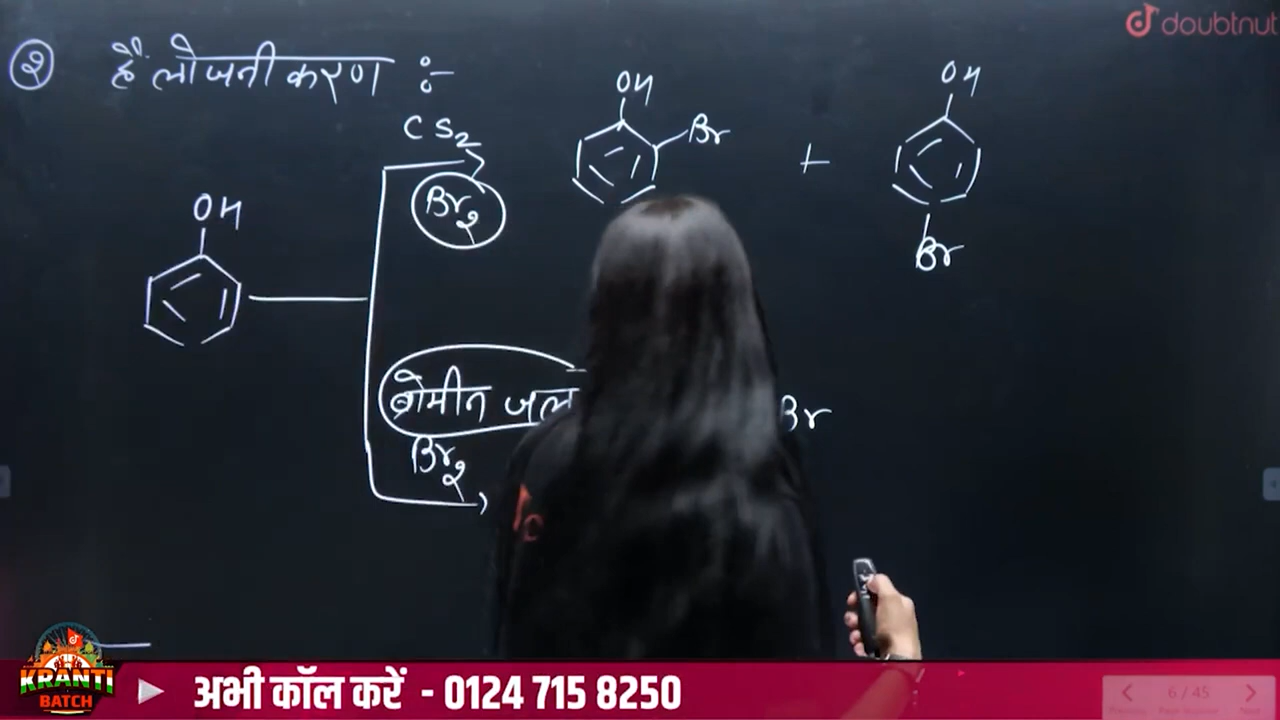 doubtnut
२ हैलोजनीकरण :-
OH
Br
+
OH
Br
CS2
Br2
OH
ब्रोमीन जल
Br2
Br
KRANTI
BATCH
अभी कॉल करें - 0124 715 8250
6 / 45